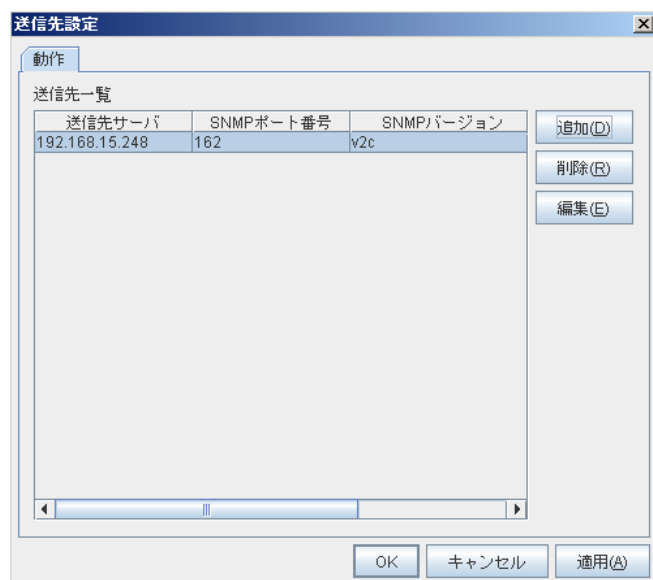 送信先設定
動作
送信先一覧
送信先サーバ SNMPポート番号 SNMPバージョン
192.168.15.248 162 v2c
追加(D)
削除(R)
編集(E)
OK キャンセル 適用(A)